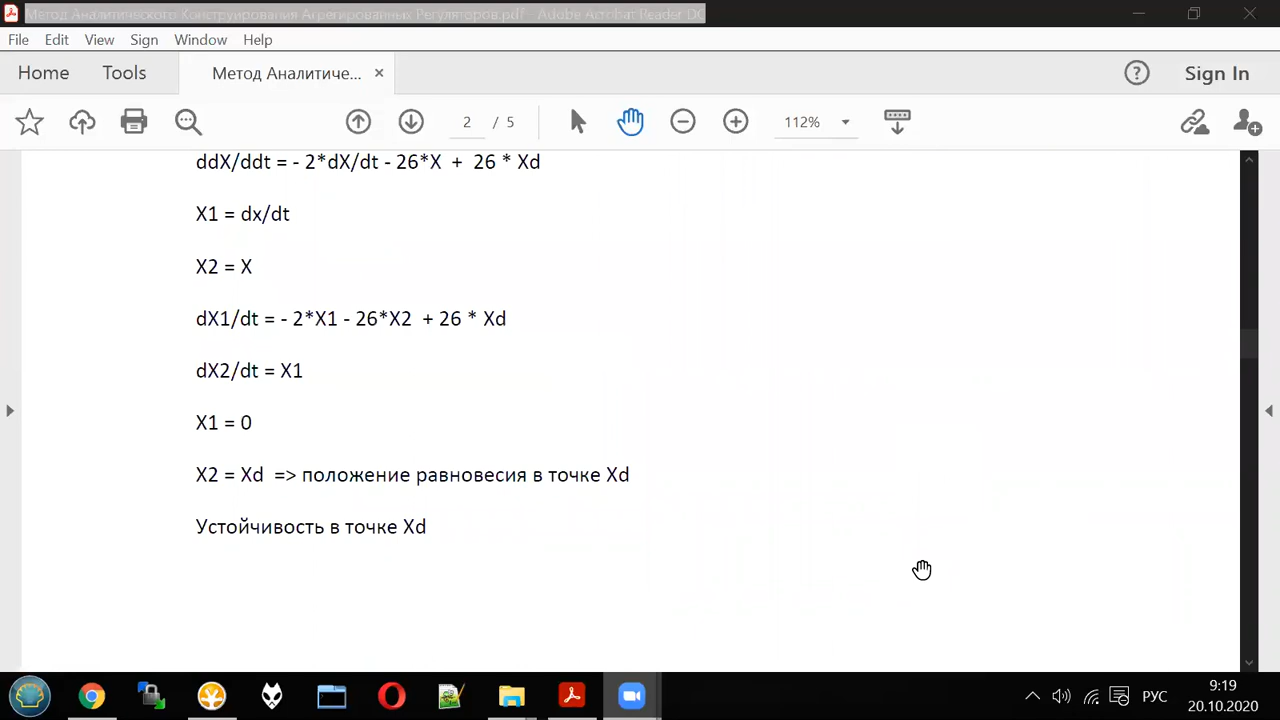 Метод Аналитического Конструирования Агрегированных Регуляторов.pdf - Adobe Acrobat Reader DC
File Edit View Sign Window Help
Home Tools Метод Аналитиче... × Sign In
2 / 5 112%
ddX/ddt = - 2*dX/dt - 26*X + 26 * Xd
X1 = dx/dt
X2 = X
dX1/dt = - 2*X1 - 26*X2 + 26 * Xd
dX2/dt = X1
X1 = 0
X2 = Xd => положение равновесия в точке Xd
Устойчивость в точке Xd
РУС
9:19
20.10.2020